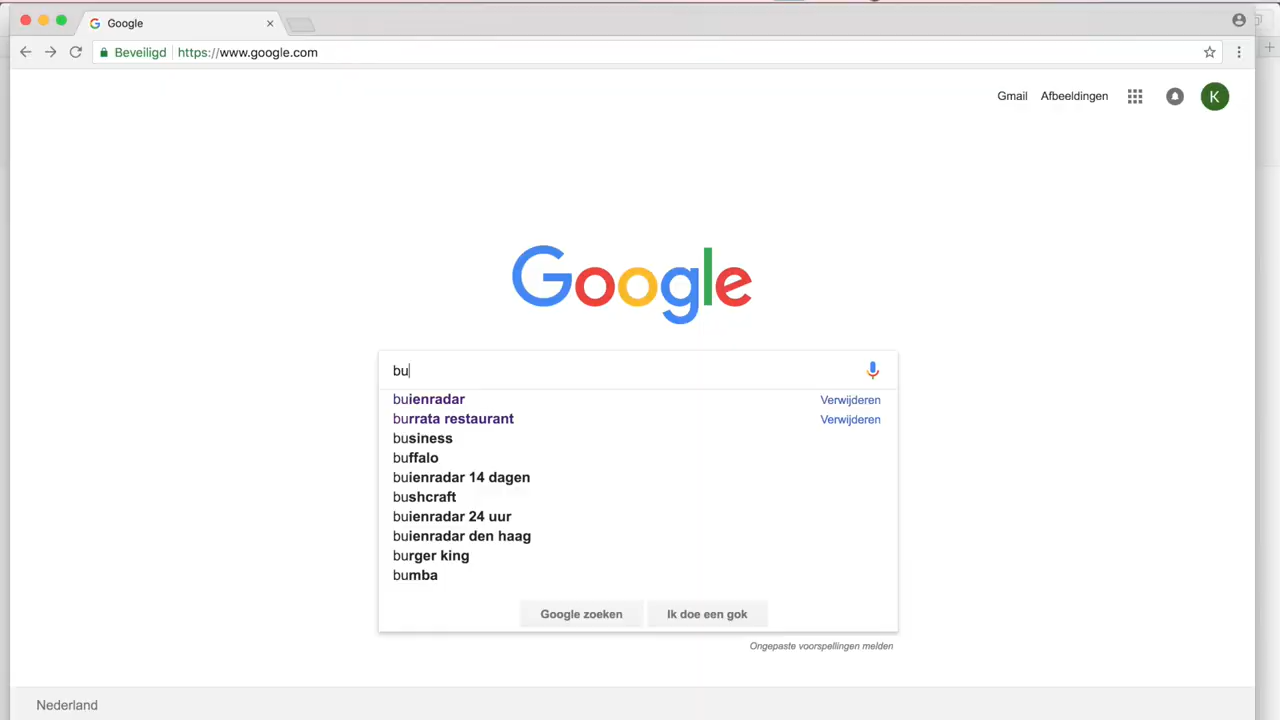 Google
Beveiligd https://www.google.com
Gmail Afbeeldingen K
Google
bu
buienradar Verwijderen
burrata restaurant Verwijderen
business
buffalo
buienradar 14 dagen
bushcraft
buienradar 24 uur
buienradar den haag
burger king
bumba
Google zoeken Ik doe een gok
Ongepaste voorspellingen melden
Nederland